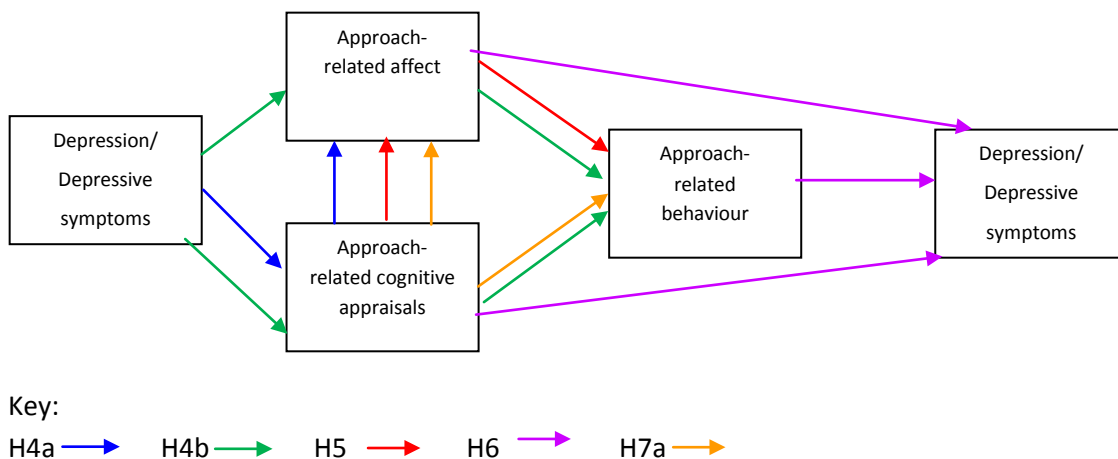 Approach-
related affect
Depression/
Depressive
symptoms
Approach-
related cognitive
appraisals
Approach-
related
behaviour
Depression/
Depressive
symptoms
Key:
H4a H4b H5 H6 H7a